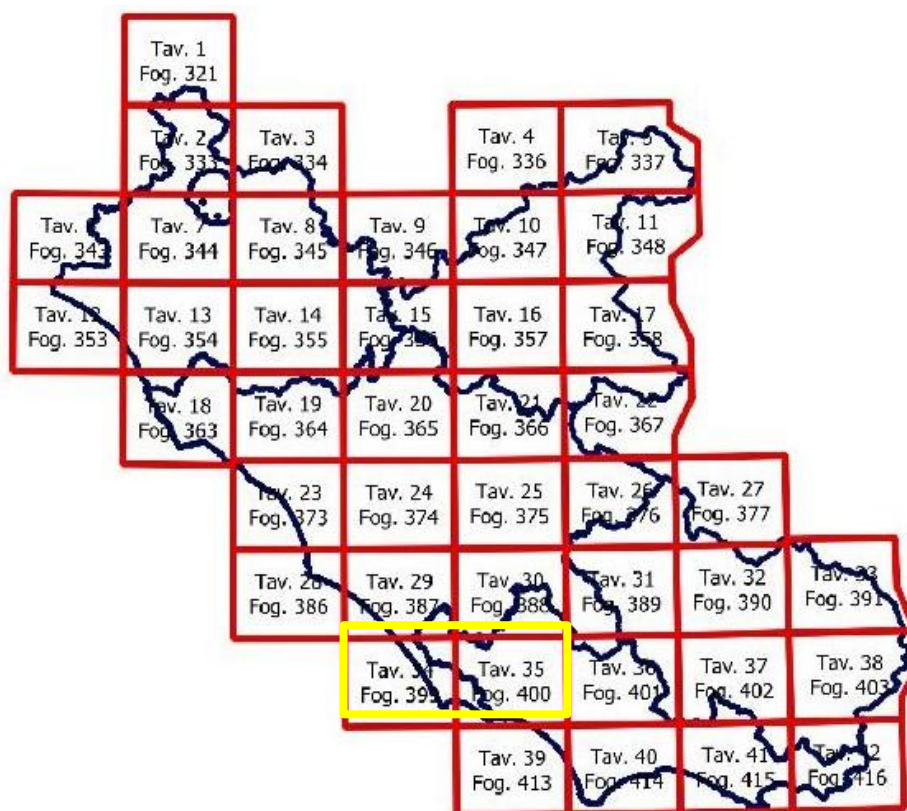 Tav. 1
Fog. 321
Tav. 2
Fog. 333
Tav. 3
Fog. 334
Tav. 4
Fog. 336
Tav. 5
Fog. 337
Tav.
Fog. 343
Tav. 7
Fog. 344
Tav. 8
Fog. 345
Tav. 9
Fog. 346
Tav. 10
Fog. 347
Tav. 11
Fog. 348
Tav. 12
Fog. 353
Tav. 13
Fog. 354
Tav. 14
Fog. 355
Tav. 15
Fog. 356
Tav. 16
Fog. 357
Tav. 17
Fog. 358
Tav. 18
Fog. 363
Tav. 19
Fog. 364
Tav. 20
Fog. 365
Tav. 21
Fog. 366
Tav. 22
Fog. 367
Tav. 23
Fog. 373
Tav. 24
Fog. 374
Tav. 25
Fog. 375
Tav. 26
Fog. 376
Tav. 27
Fog. 377
Tav. 28
Fog. 386
Tav. 29
Fog. 387
Tav. 30
Fog. 388
Tav. 31
Fog. 389
Tav. 32
Fog. 390
Tav. 33
Fog. 391
Tav. 34
Fog. 399
Tav. 35
Fog. 400
Tav. 36
Fog. 401
Tav. 37
Fog. 402
Tav. 38
Fog. 403
Tav. 39
Fog. 413
Tav. 40
Fog. 414
Tav. 41
Fog. 415
Tav. 42
Fog. 416